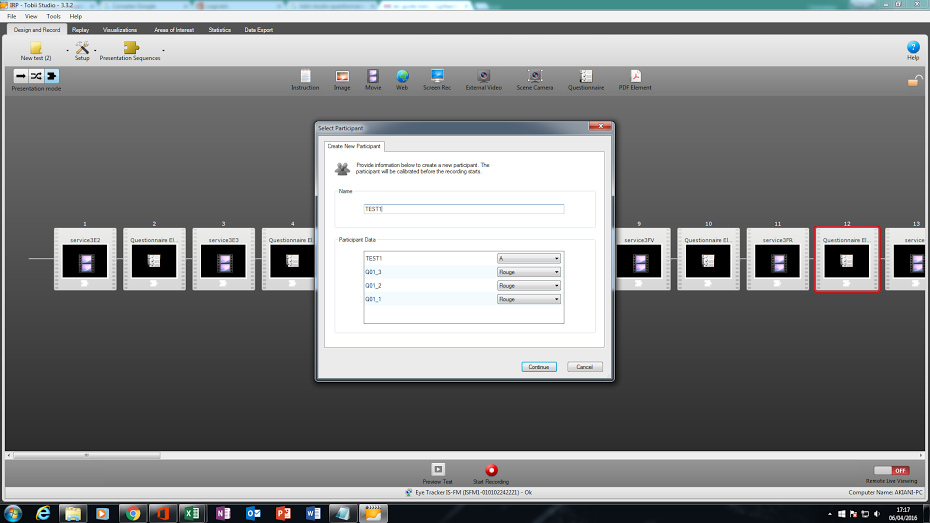 IRP - Tobii Studio - 3.3.2
File View Tools Help
Design and Record Replay Visualizations Areas of Interest Statistics Data Export
New test (2) Setup Presentation Sequences Help
Presentation mode
Instruction Image Movie Web Screen Rec External Video Scene Camera Questionnaire PDF Element
Select Participant
Create New Participant
Provide information below to create a new participant. The
participant will be calibrated before the recording starts.
Name
TEST1
Participant Data
TEST1 A
Q01_3 Rouge
Q01_2 Rouge
Q01_1 Rouge
Continue Cancel
1 2 3 4 9 10 11 12 13
service3E2 Questionnaire El... service3E3 Questionnaire El service3FV Questionnaire El... service3FR Questionnaire El... service
Preview Test Start Recording
OFF
Remote Live Viewing
Eye Tracker IS-FM (ISFM1-010102242221) - Ok
Computer Name: AKIANI-PC
17:17
06/04/2016